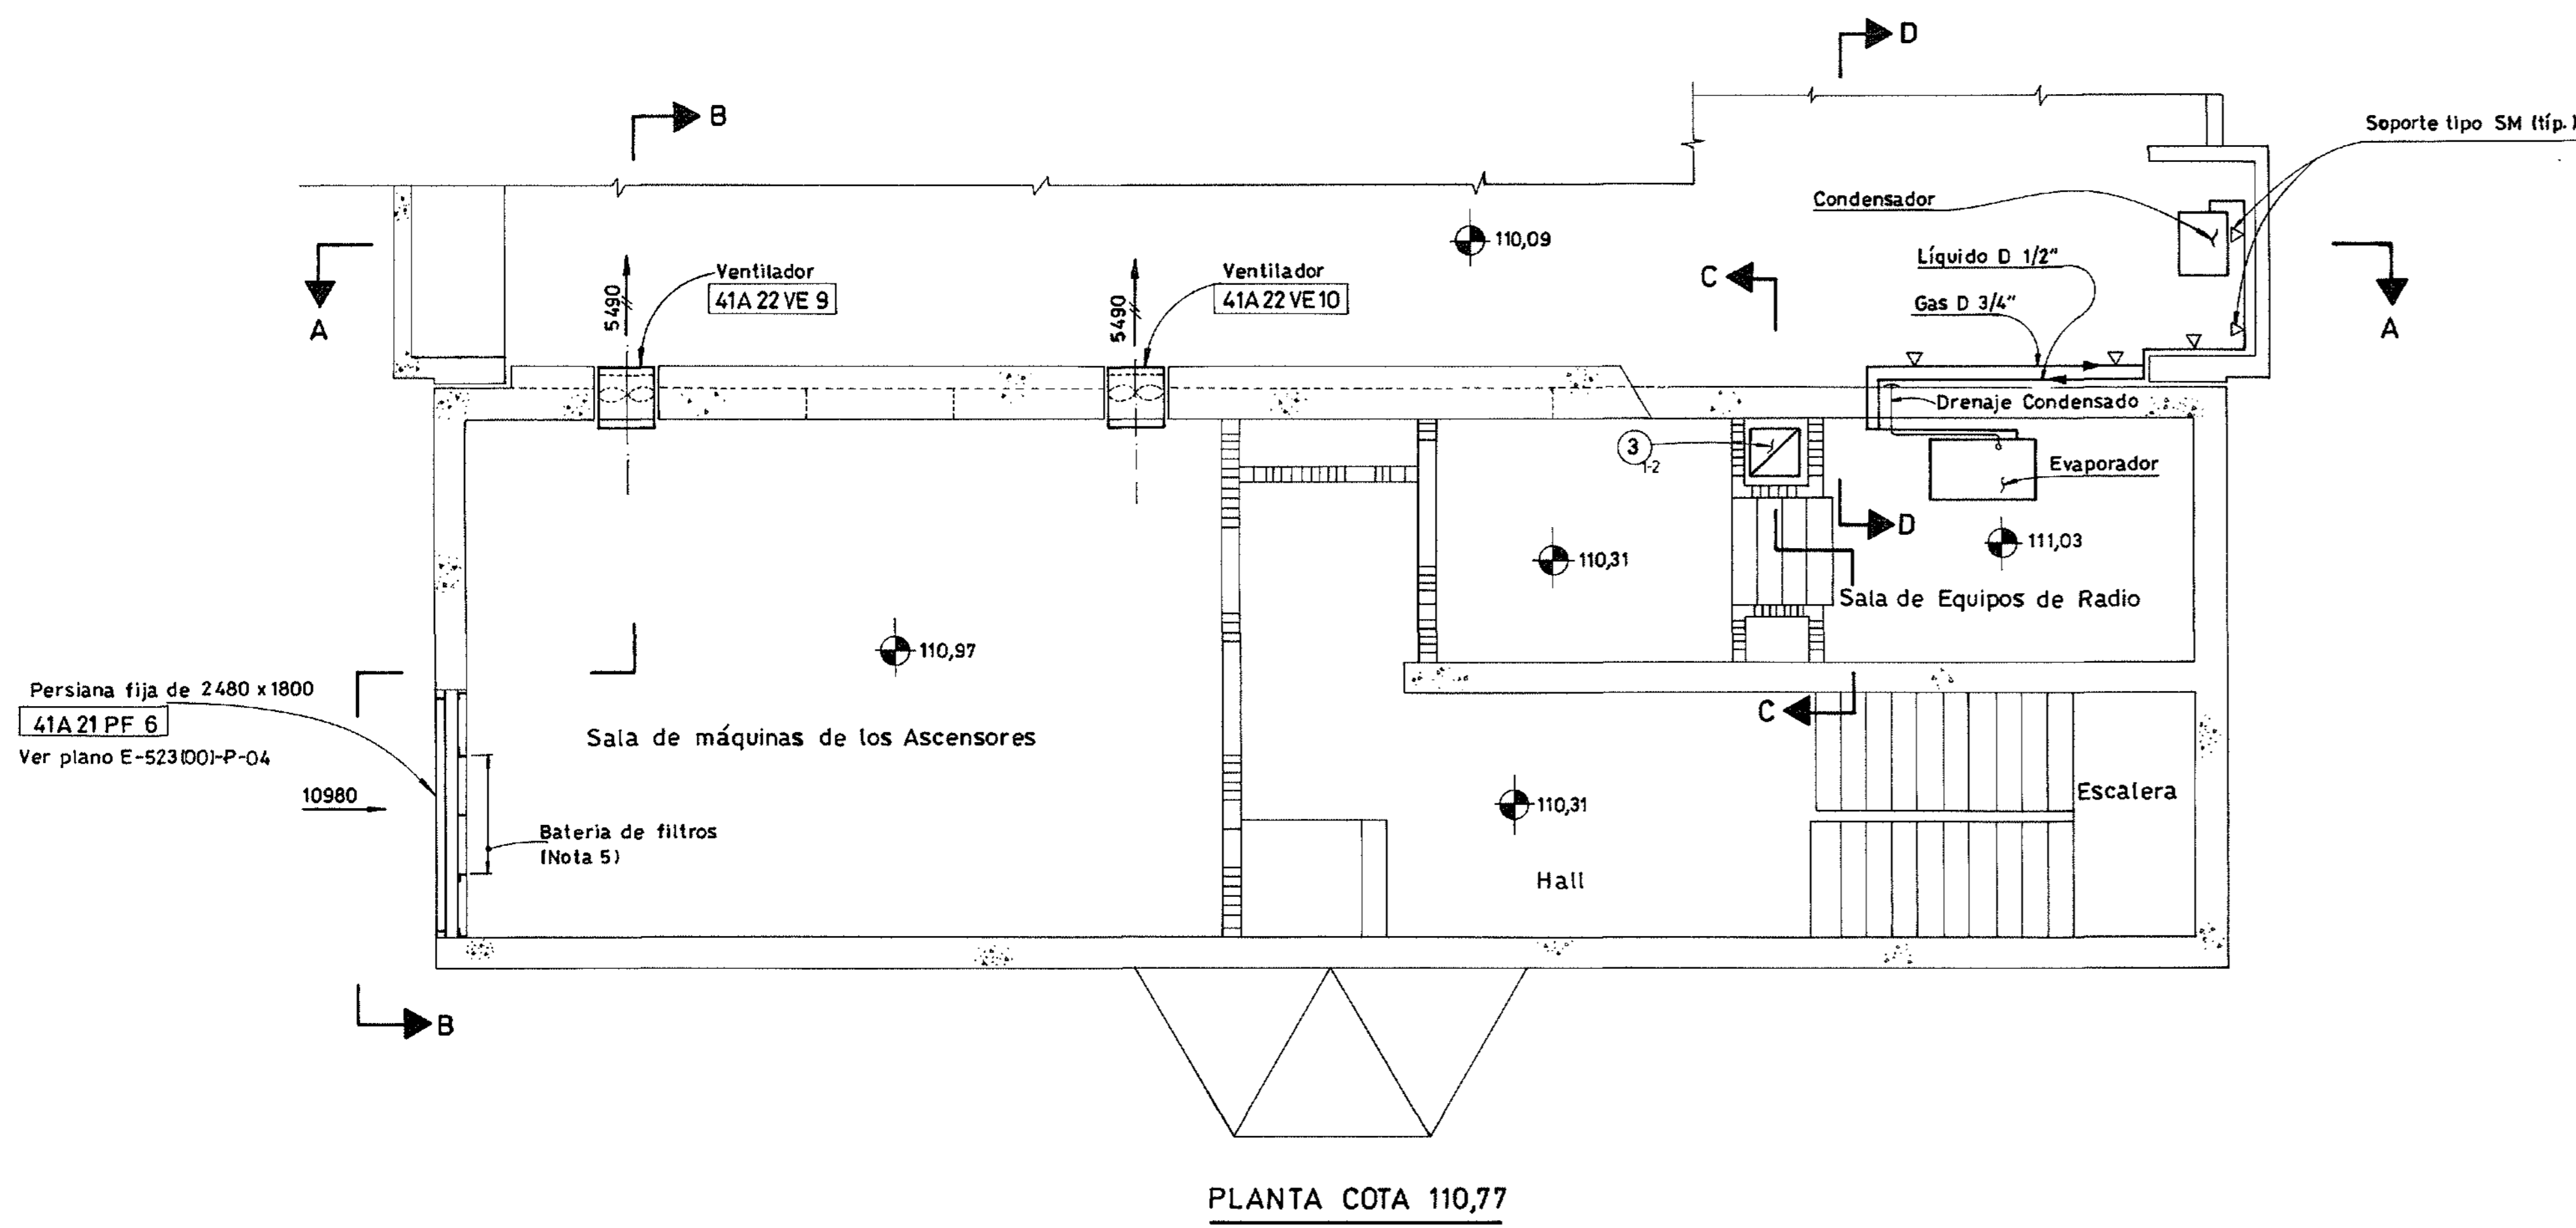 D
B
Soporte tipo SM (típ.)
Condensador
110,09
Líquido D 1/2"
Gas D 3/4"
Ventilador
41A 22 VE 9
5490
Ventilador
41A 22 VE 10
5490
C
A
A
Drenaje Condensado
3
1-2
Evaporador
D
111,03
110,31
Sala de Equipos de Radio
110,97
Persiana fija de 2480 x 1800
41A 21 PF 6
Ver plano E-523(00)-P-04
Sala de máquinas de los Ascensores
C
10980
Escalera
110,31
Bateria de filtros
(Nota 5)
Hall
B
PLANTA COTA 110,77